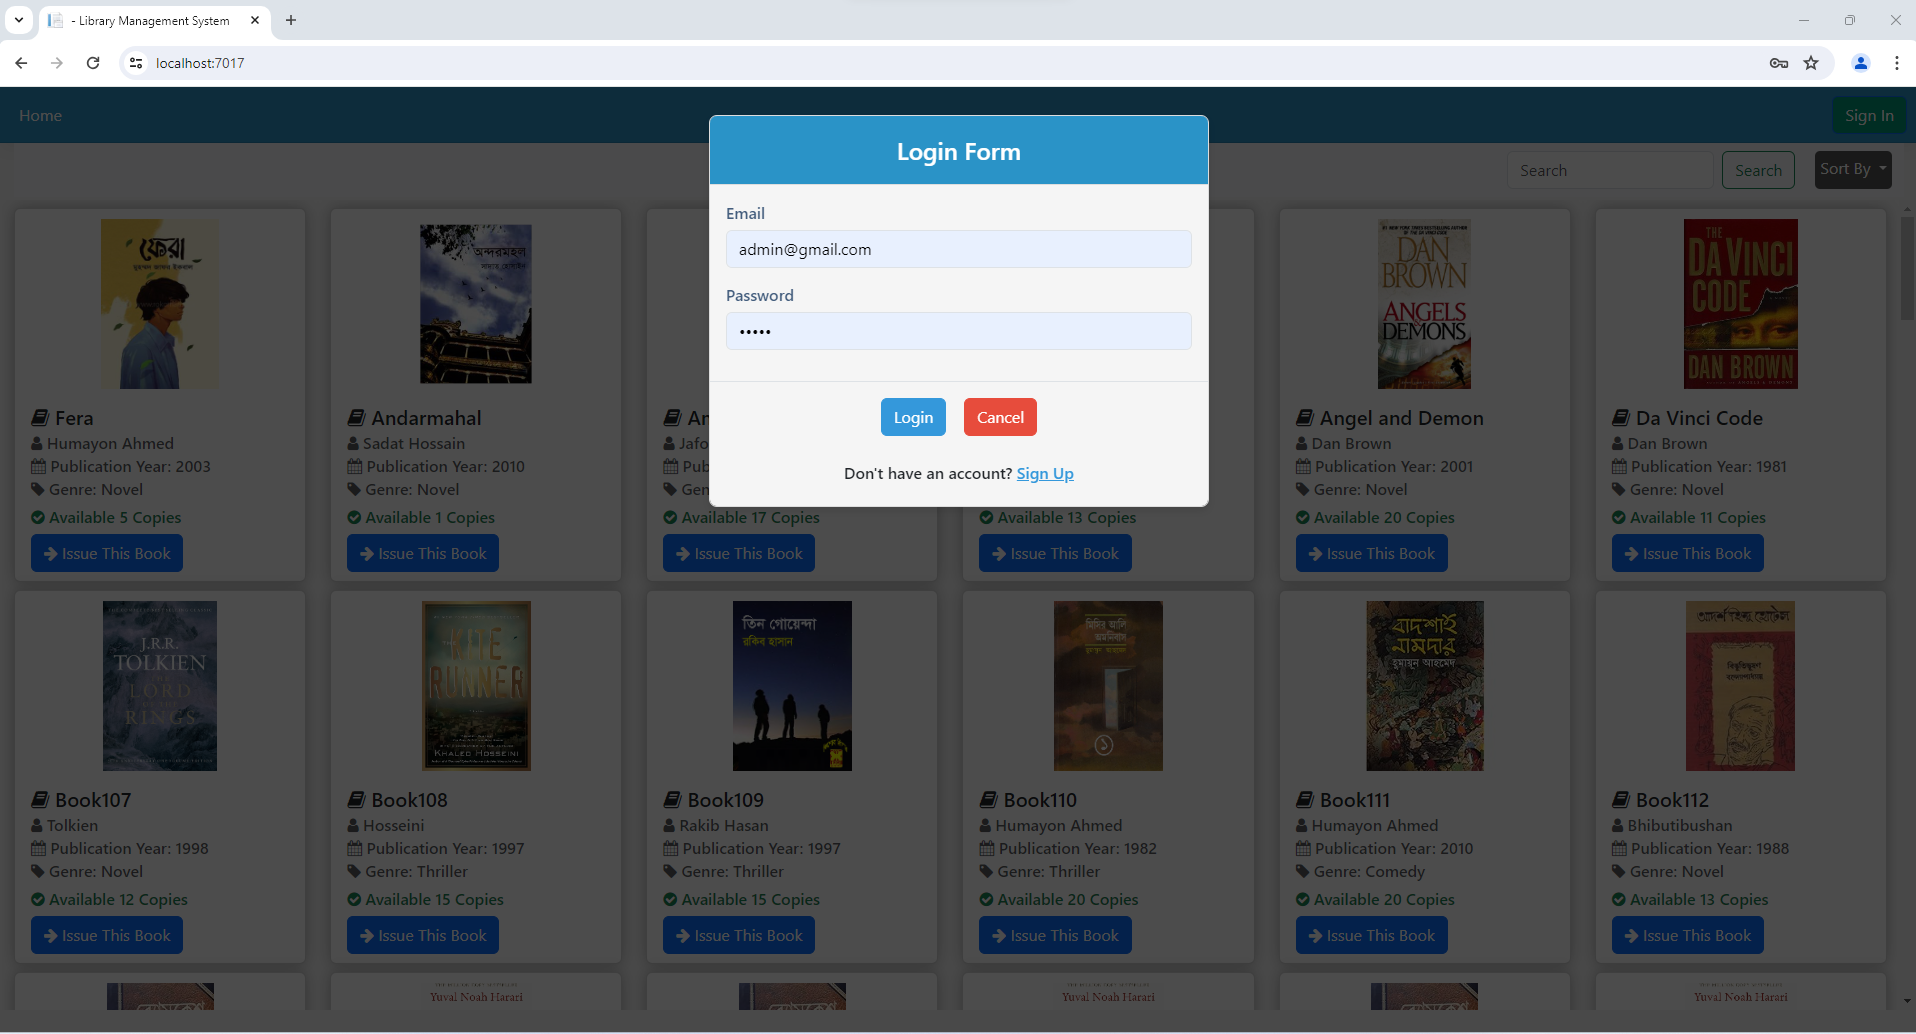 - Library Management System
localhost:7017
Home
Sign In
Search
Search
Sort By
Login Form
Email
admin@gmail.com
Password
•••••
Login
Cancel
Don't have an account? Sign Up
ফেরা
Fera
Humayon Ahmed
Publication Year: 2003
Genre: Novel
Available 5 Copies
Issue This Book
অন্দরমহল
সাদাত হোসাইন
Andarmahal
Sadat Hossain
Publication Year: 2010
Genre: Novel
Available 1 Copies
Issue This Book
An
Jafo
Pub
Gen
Available 17 Copies
Issue This Book
Available 13 Copies
Issue This Book
DAN
BROWN
ANGELS
& DEMONS
Angel and Demon
Dan Brown
Publication Year: 2001
Genre: Novel
Available 20 Copies
Issue This Book
THE
DA VINCI
CODE
DAN BROWN
Da Vinci Code
Dan Brown
Publication Year: 1981
Genre: Novel
Available 11 Copies
Issue This Book
J.R.R.
TOLKIEN
THE
LORD
OF THE
RINGS
Book107
Tolkien
Publication Year: 1998
Genre: Novel
Available 12 Copies
Issue This Book
THE
KITE
RUNNER
KHALED HOSSEINI
Book108
Hosseini
Publication Year: 1997
Genre: Thriller
Available 15 Copies
Issue This Book
তিন গোয়েন্দা
রকিব হাসান
Book109
Rakib Hasan
Publication Year: 1997
Genre: Thriller
Available 15 Copies
Issue This Book
মিসির আলি
অমনিবাস
হুমায়ূন আহমেদ
Book110
Humayon Ahmed
Publication Year: 1982
Genre: Thriller
Available 20 Copies
Issue This Book
বাদশাহ
নামদার
হুমায়ূন আহমেদ
Book111
Humayon Ahmed
Publication Year: 2010
Genre: Comedy
Available 20 Copies
Issue This Book
আদর্শ হিন্দু হোটেল
বিভূতিভূষণ
বন্দ্যোপাধ্যায়
Book112
Bhibutibushan
Publication Year: 1988
Genre: Novel
Available 13 Copies
Issue This Book
Yuval Noah Harari
Yuval Noah Harari
Yuval Noah Harari